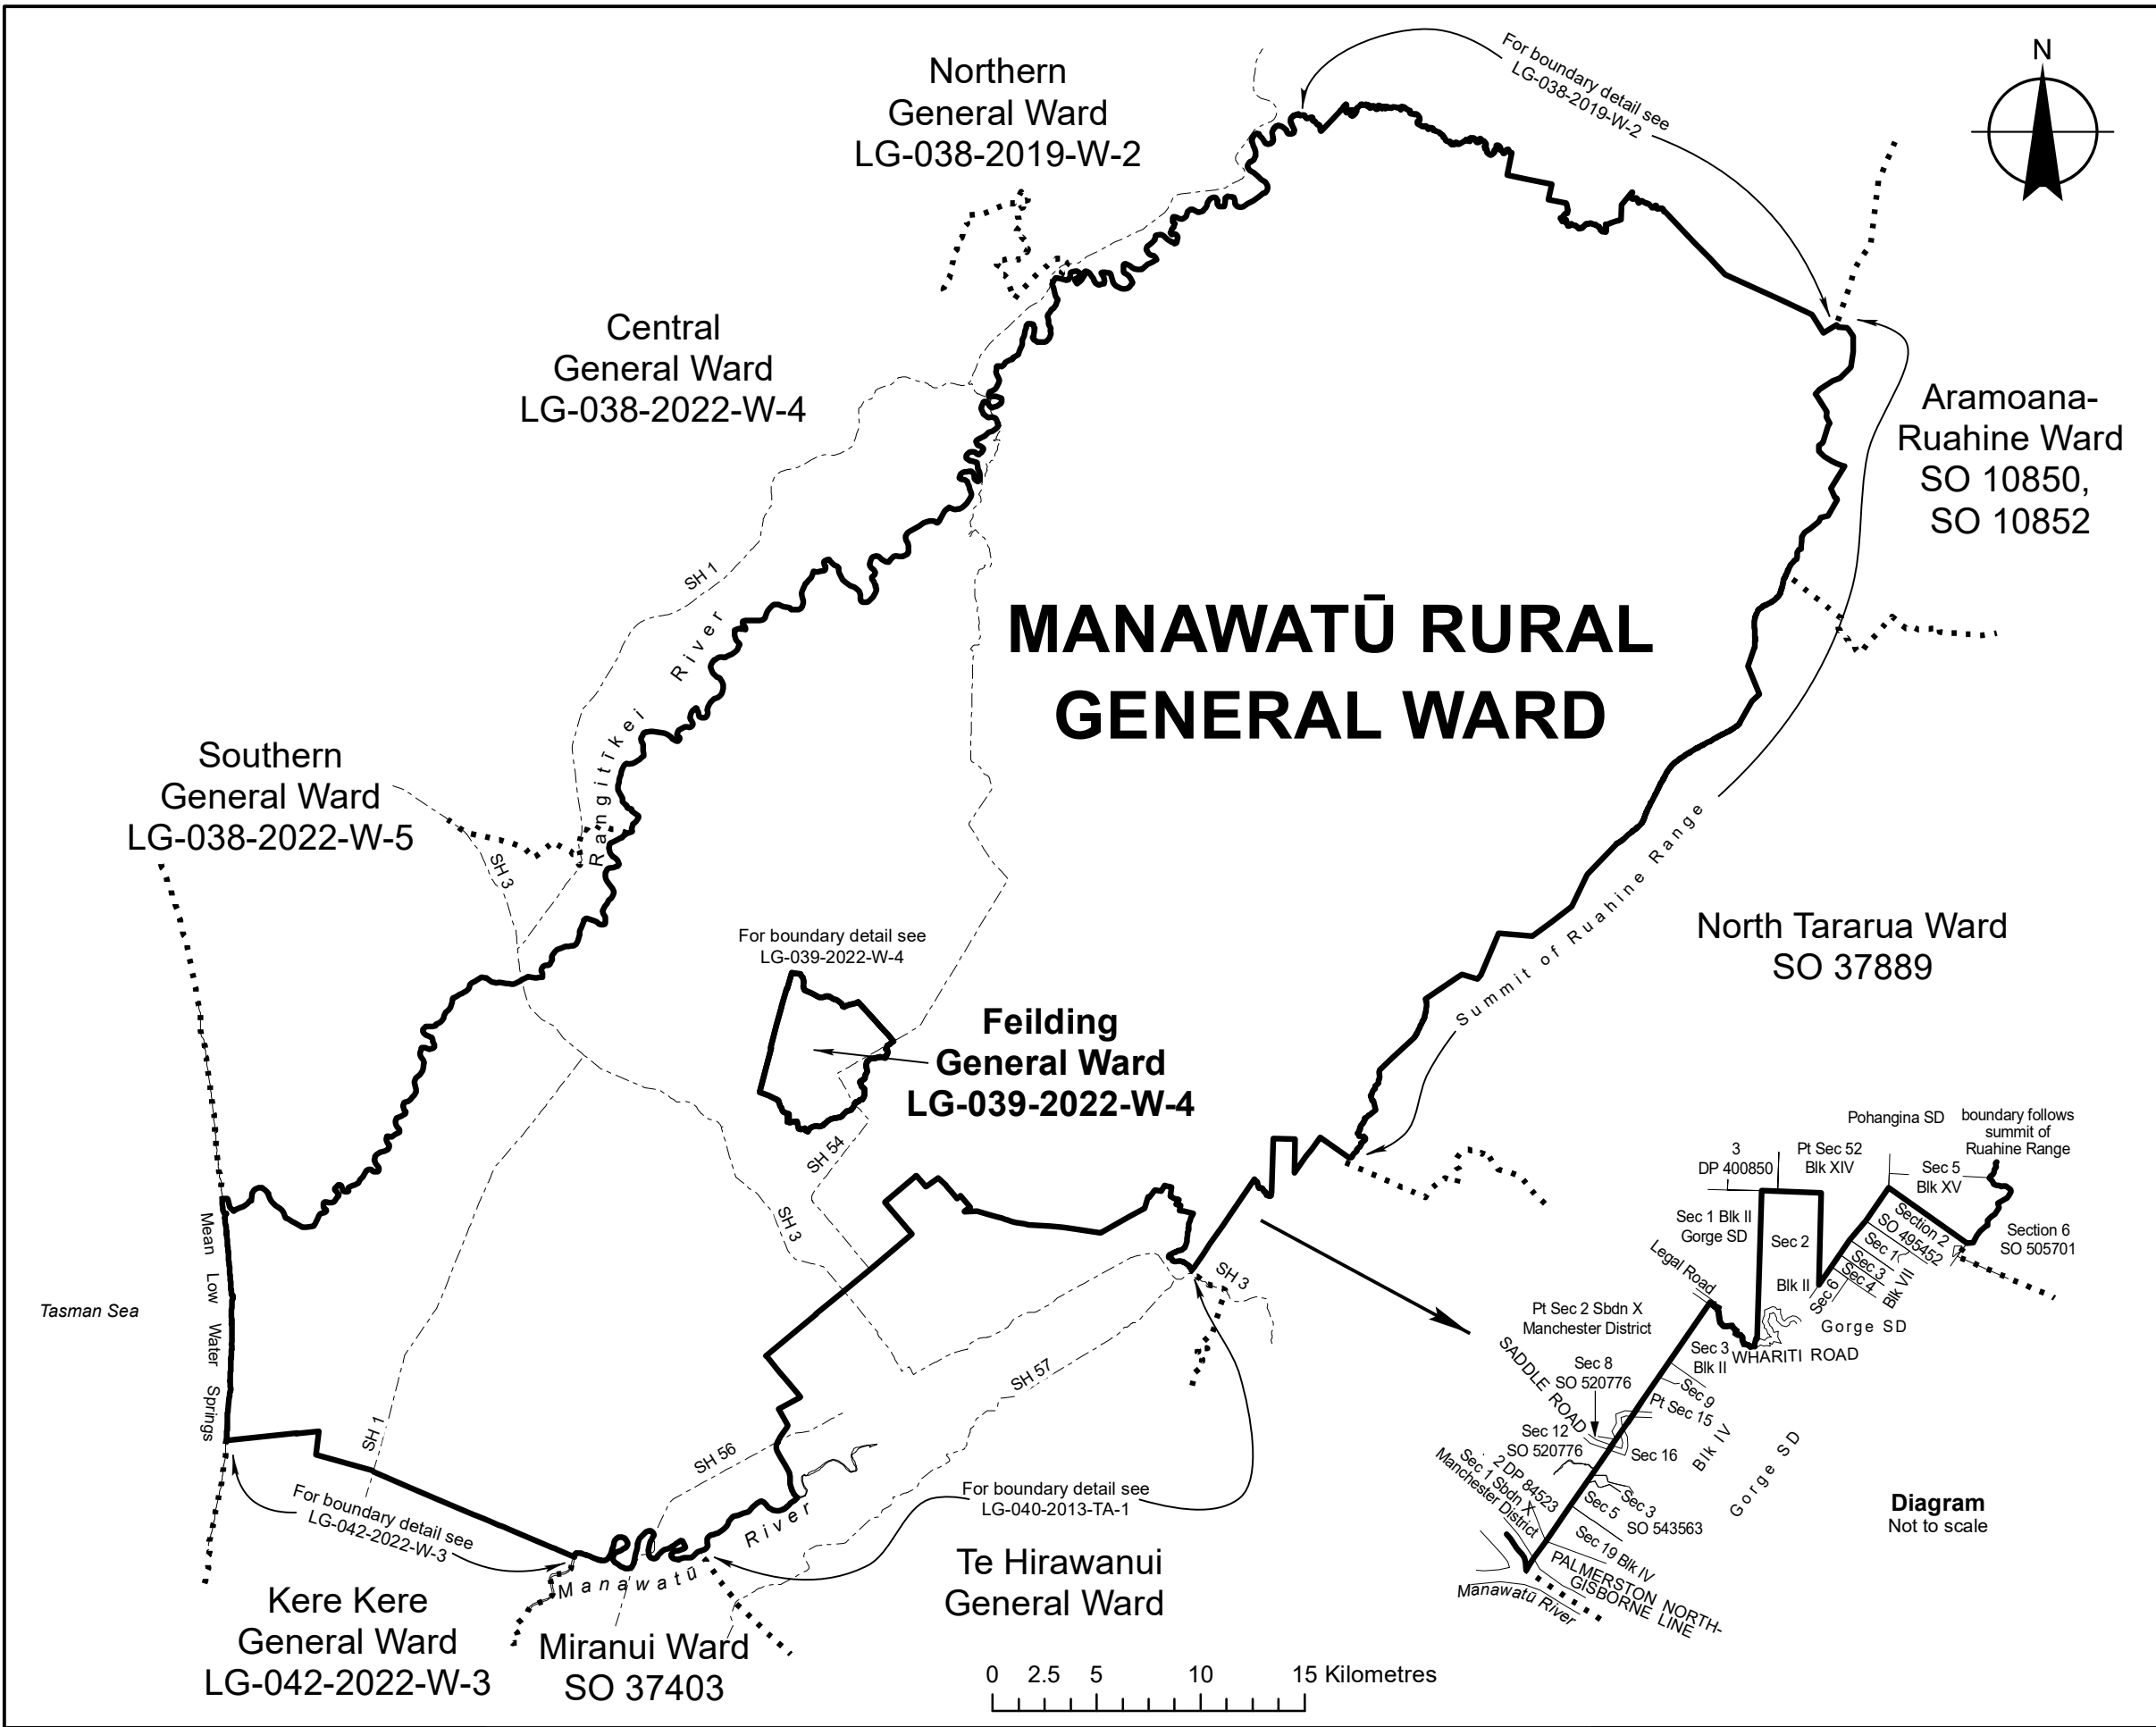 Northern
General Ward
LG-038-2019-W-2
For boundary detail see
LG-038-2019-W-2
N
Central
General Ward
LG-038-2022-W-4
Aramoana-
Ruahine Ward
SO 10850,
SO 10852
SH 1
MANAWATŪ RURAL
GENERAL WARD
Rangitīkei River
Southern
General Ward
LG-038-2022-W-5
SH 3
Summit of Ruahine Range
North Tararua Ward
SO 37889
For boundary detail see
LG-039-2022-W-4
Feilding
General Ward
LG-039-2022-W-4
SH 54
SH 3
SH 3
Mean Low Water Springs
Tasman Sea
SH 1
SH 57
SH 56
For boundary detail see
LG-042-2022-W-3
For boundary detail see
LG-040-2013-TA-1
Manawatū River
Kere Kere
General Ward
LG-042-2022-W-3
Miranui Ward
SO 37403
Te Hirawanui
General Ward
0 2.5 5 10 15 Kilometres
Pohangina SD
boundary follows
summit of
Ruahine Range
3
DP 400850
Pt Sec 52
Blk XIV
Sec 5
Blk XV
Sec 1 Blk II
Gorge SD
Sec 2
Blk II
Section 2
SO 495452
Sec 1
Sec 3
Sec 4
Blk VII
Sec 6
Section 6
SO 505701
Legal Road
Gorge SD
WHARITI ROAD
Pt Sec 2 Sbdn X
Manchester District
Sec 3
Blk II
SADDLE ROAD
Sec 8
SO 520776
Sec 9
Pt Sec 15
Sec 12
SO 520776
Sec 16
Blk IV
Gorge SD
2 DP 84523
Sec 1 Sbdn X
Manchester District
Sec 5
Sec 3
SO 543563
Sec 19 Blk IV
PALMERSTON NORTH-
GISBORNE LINE
Manawatū River
Diagram
Not to scale